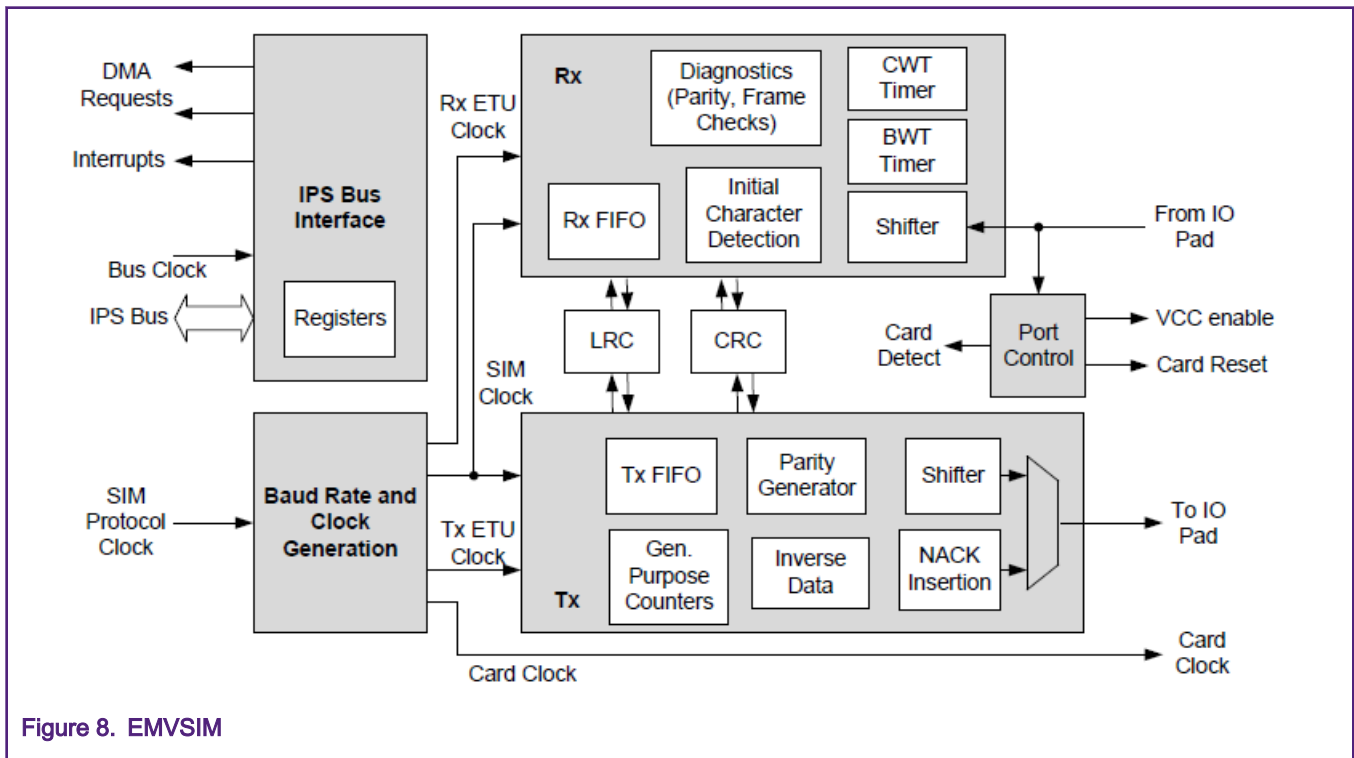 DMA
Requests
Interrupts
Bus Clock
IPS Bus
IPS Bus
Interface
Registers
Rx ETU
Clock
Rx
Diagnostics
(Parity, Frame
Checks)
CWT
Timer
BWT
Timer
Rx FIFO
Initial
Character
Detection
Shifter
From IO
Pad
LRC
CRC
Card
Detect
Port
Control
VCC enable
Card Reset
SIM
Clock
SIM
Protocol
Clock
Baud Rate and
Clock
Generation
Tx ETU
Clock
Tx FIFO
Parity
Generator
Shifter
Gen.
Purpose
Counters
Inverse
Data
NACK
Insertion
Tx
To IO
Pad
Card Clock
Card
Clock
Figure 8. EMVSIM